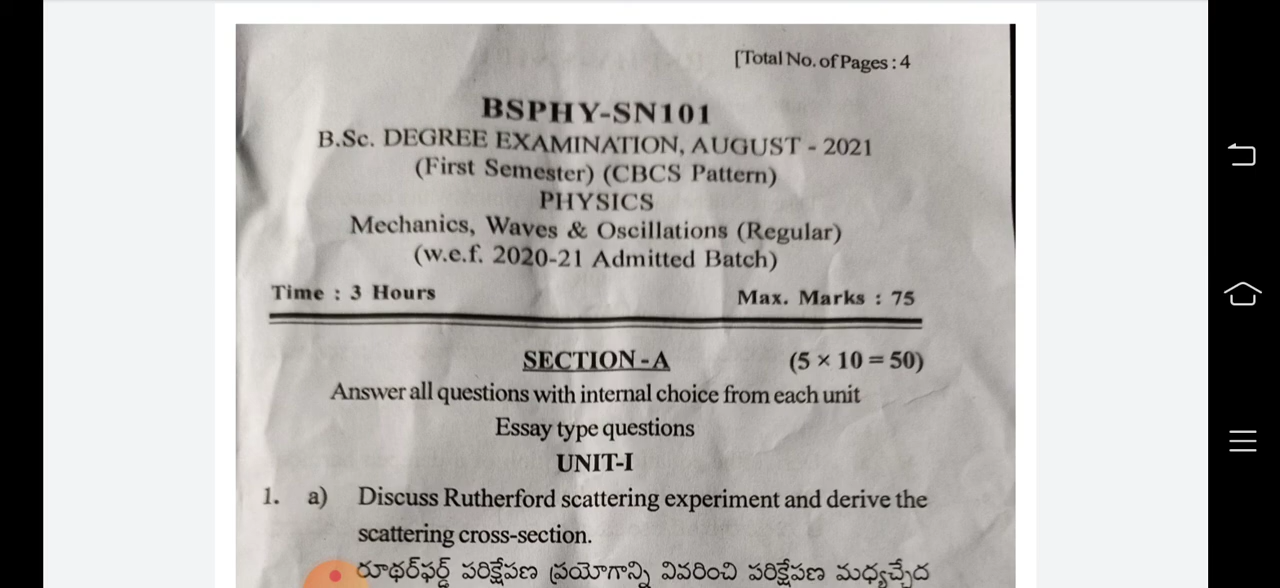 [Total No. of Pages : 4
BSPHY-SN101
B.Sc. DEGREE EXAMINATION, AUGUST - 2021
(First Semester) (CBCS Pattern)
PHYSICS
Mechanics, Waves & Oscillations (Regular)
(w.e.f. 2020-21 Admitted Batch)
Time : 3 Hours Max. Marks : 75
SECTION - A (5 × 10 = 50)
Answer all questions with internal choice from each unit
Essay type questions
UNIT-I
1. a) Discuss Rutherford scattering experiment and derive the
scattering cross-section.
రూథర్‌ఫర్డ్ పరిక్షేపణ ప్రయోగాన్ని వివరించి పరిక్షేపణ మధ్యచ్ఛేద